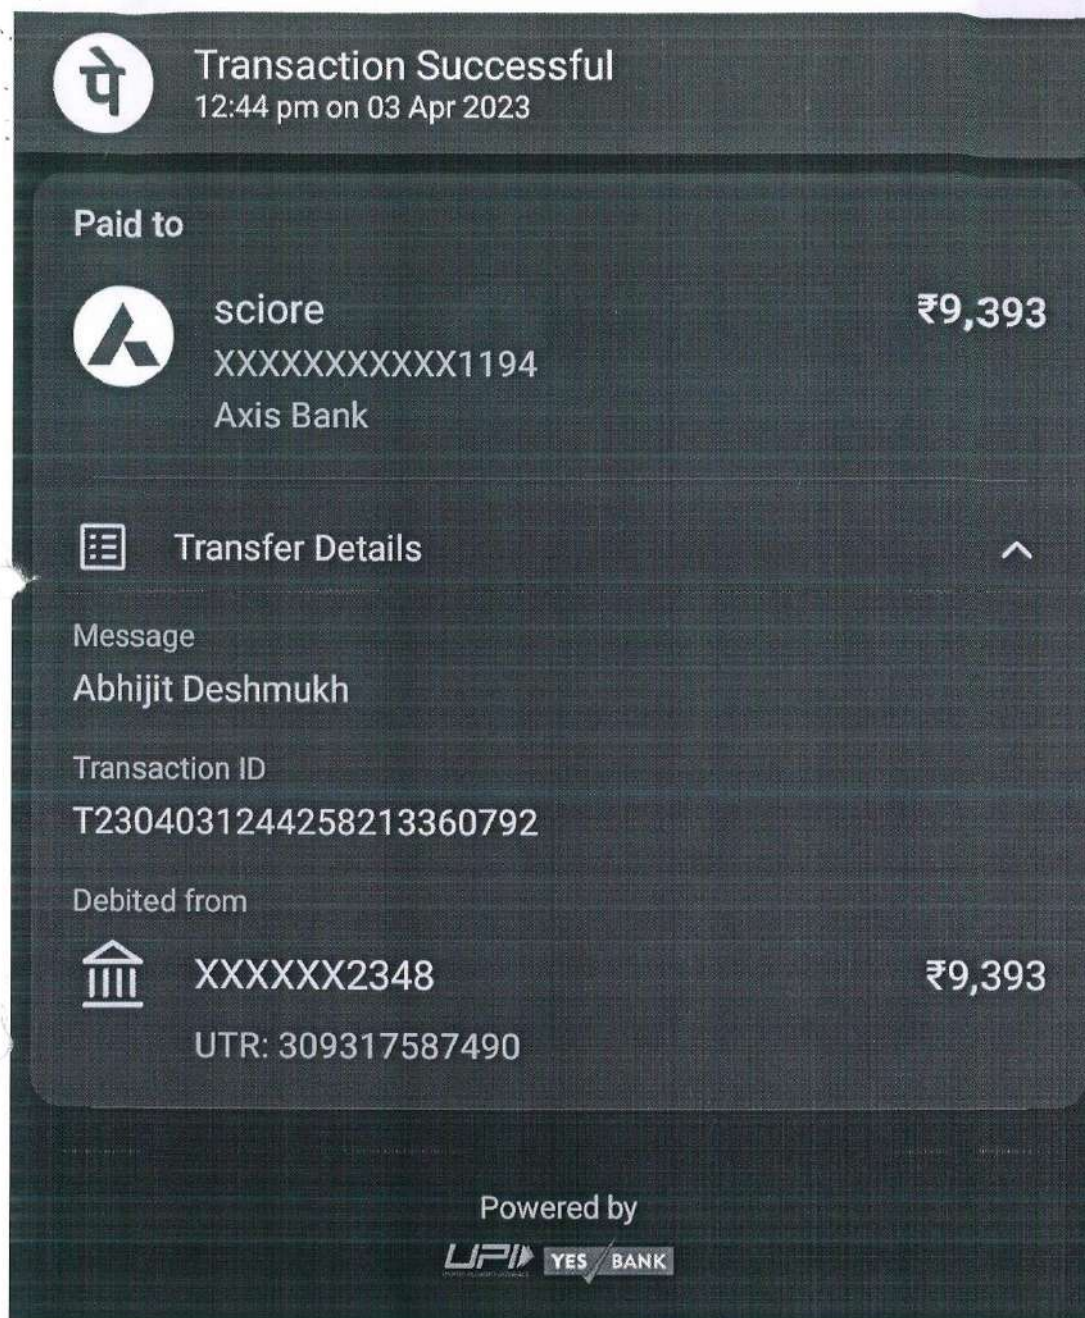 पे
Transaction Successful
12:44 pm on 03 Apr 2023
Paid to
sciore ₹9,393
XXXXXXXXXXX1194
Axis Bank
Transfer Details
Message
Abhijit Deshmukh
Transaction ID
T2304031244258213360792
Debited from
XXXXXX2348 ₹9,393
UTR: 309317587490
Powered by
UPI YES BANK